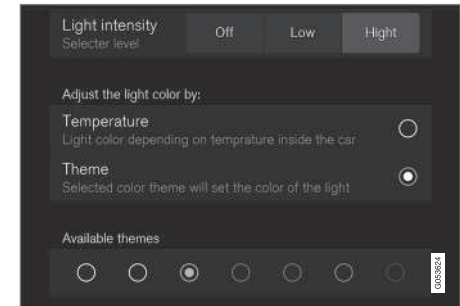 Light intensity
Selecter level
Off Low Hight
Adjust the light color by:
Temperature
Light color depending on temprature inside the car
Theme
Selected color theme will set the color of the light
Available themes
G053624